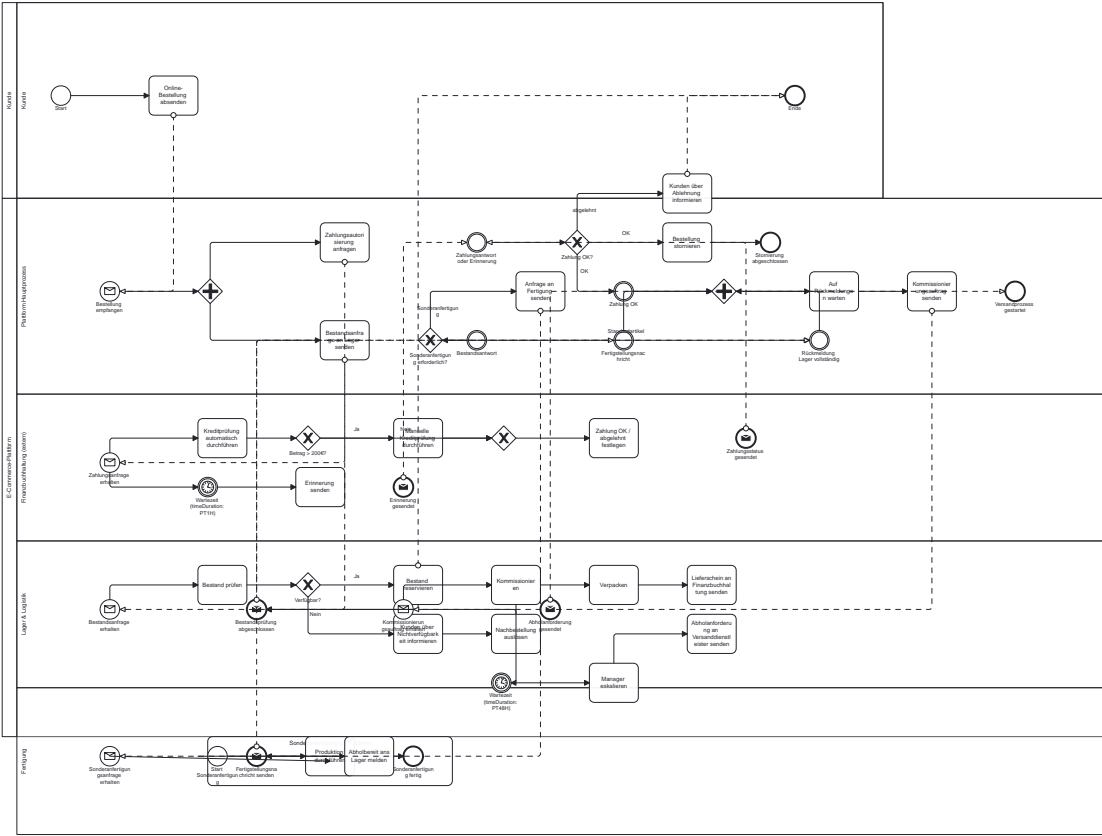 Kunde
Kunde
Start
Online-
Bestellung
absenden
Ende
Kunden über
Ablehnung
informieren
abgelehnt
E-Commerce-Plattform
Plattform-Hauptprozess
Zahlungsautori
sierung
anfragen
Zahlungsantwort
oder Erinnerung
Zahlung OK?
OK
OK
Bestellung
stornieren
Stornierung
abgeschlossen
Bestellung
empfangen
Anfrage an
Fertigung
senden
Zahlung OK
Auf
Rückmeldunge
n warten
Kommissionier
ungsauftrag
senden
Versandprozess
gestartet
Sonderanfertigun
g
Bestandsanfra
ge an Lager
senden
Sonderanfertigun
g erforderlich?
Bestandsantwort
Standardartikel
Fertigstellungsnac
hricht
Rückmeldung
Lager vollständig
Finanzbuchhaltung (extern)
Kreditprüfung
automatisch
durchführen
Betrag > 200€?
Ja
Nein
Manuelle
Kreditprüfung
durchführen
Zahlung OK /
abgelehnt
festlegen
Zahlungsstatus
gesendet
Zahlungsanfrage
erhalten
Wartezeit
(timeDuration:
PT1H)
Erinnerung
senden
Erinnerung
gesendet
Lager & Logistik
Bestand prüfen
Verfügbar?
Ja
Nein
Bestand
reservieren
Kommissionier
en
Verpacken
Lieferschein an
Finanzbuchhal
tung senden
Bestandsanfrage
erhalten
Bestandsprüfung
abgeschlossen
Kommissionierun
gsauftrag erhalten
Kunden über
Nichtverfügbark
eit informieren
Nachbestellung
auslösen
Abholanforderung
gesendet
Abholanforderu
ng an
Versanddienstl
eister senden
Wartezeit
(timeDuration:
PT48H)
Manager
eskalieren
Fertigung
Sonderanfertigun
gsanfrage
erhalten
Start
Sonderanfertigun
g
Fertigstellungsna
chricht senden
Sonde
Produktion
durchführen
Abholbereit ans
Lager melden
Sonderanfertigun
g fertig